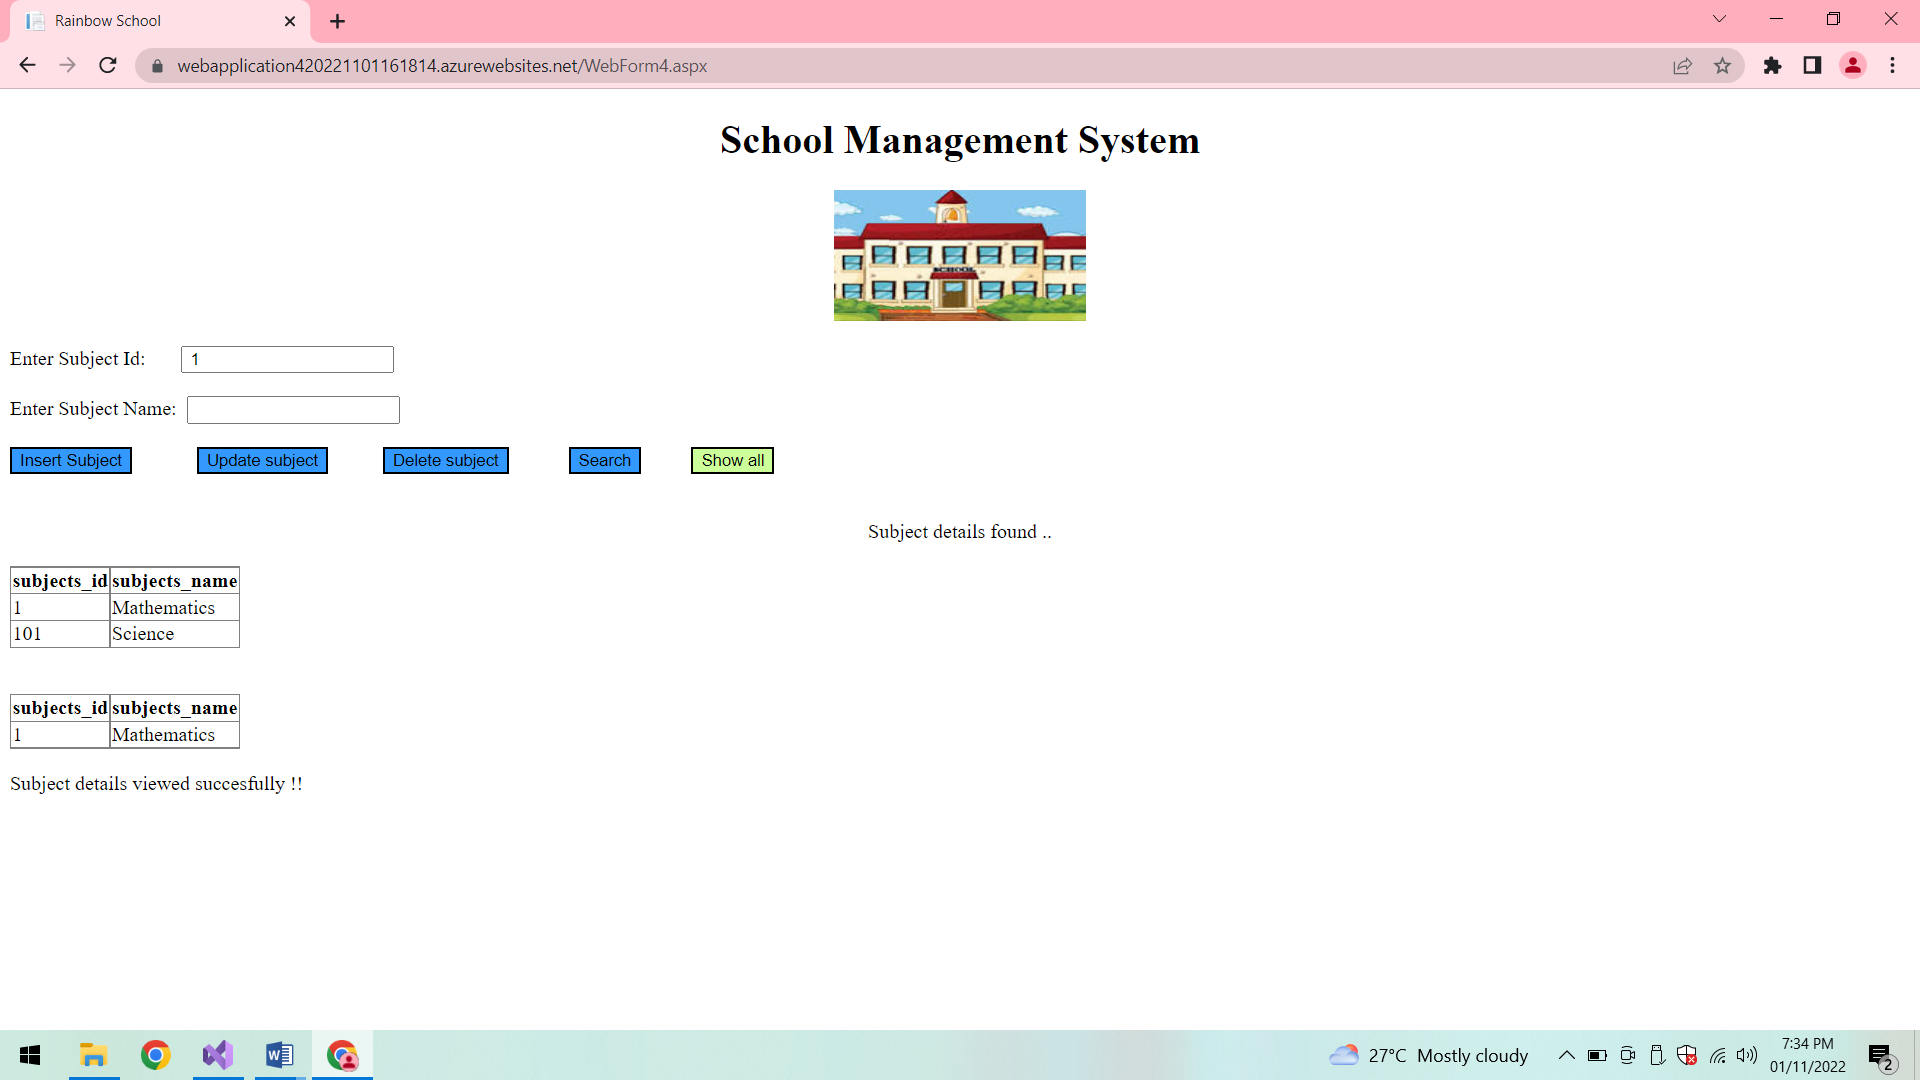 Rainbow School
webapplication420221101161814.azurewebsites.net/WebForm4.aspx
School Management System
SCHOOL
Enter Subject Id: 1
Enter Subject Name:
Insert Subject Update subject Delete subject Search Show all
Subject details found ..
subjects_id subjects_name
1 Mathematics
101 Science
subjects_id subjects_name
1 Mathematics
Subject details viewed succesfully !!
27°C Mostly cloudy
7:34 PM
01/11/2022
2